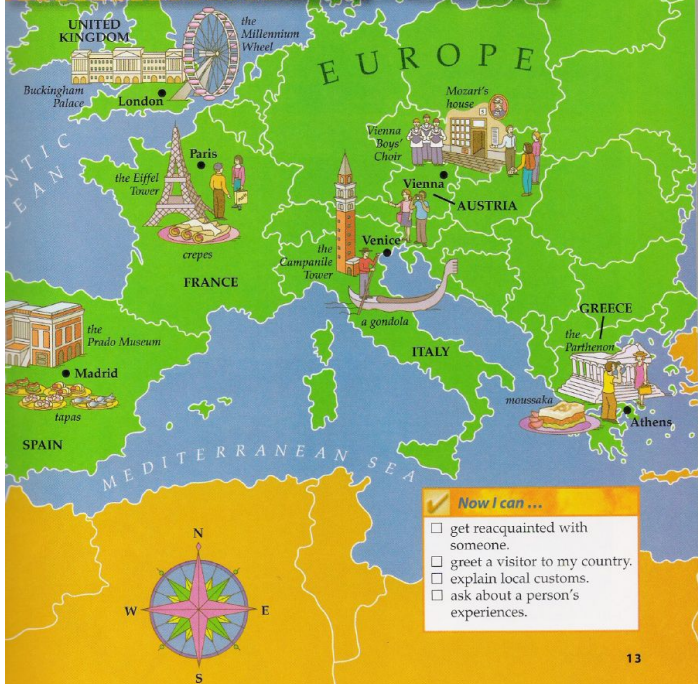 UNITED
KINGDOM
the
Millennium
Wheel
EUROPE
Buckingham
Palace
London
Mozart's
house
Vienna
Boys'
Choir
NTIC
EAN
Paris
the Eiffel
Tower
Vienna
AUSTRIA
crepes
the
Campanile
Tower
Venice
FRANCE
a gondola
GREECE
the
Parthenon
the
Prado Museum
ITALY
Madrid
moussaka
tapas
Athens
SPAIN
MEDITERRANEAN SEA
Now I can ...
get reacquainted with
someone.
greet a visitor to my country.
explain local customs.
ask about a person's
experiences.
N
W
E
S
13